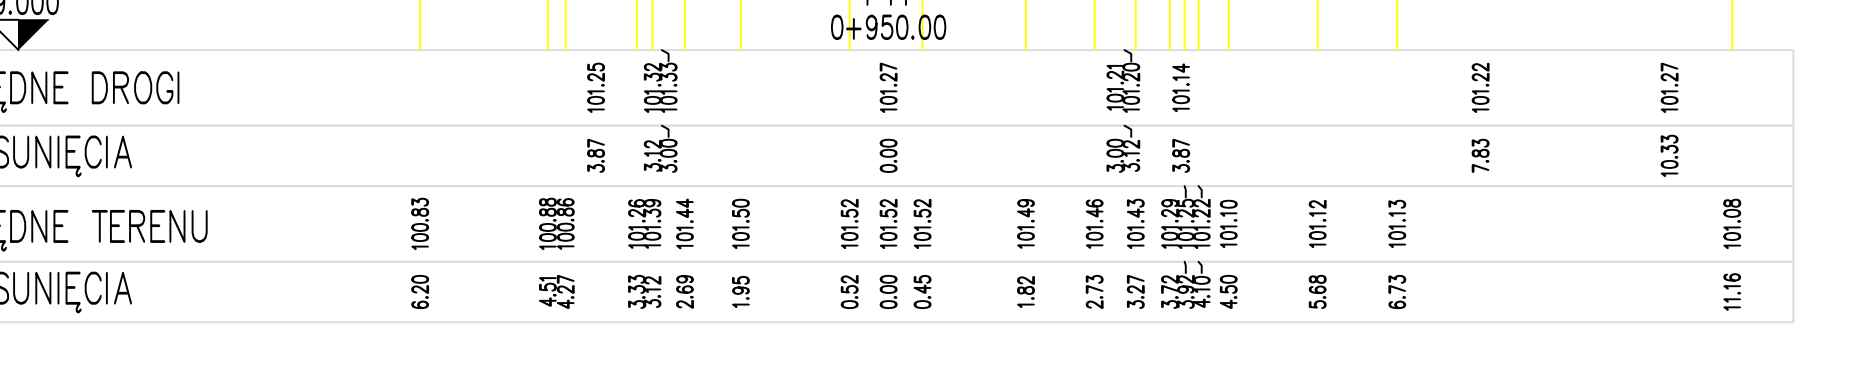 9.000
0+950.00
ĘDNE DROGI 101.25 101.32 101.33 101.27 101.21 101.20 101.14 101.22 101.27
SUNIĘCIA 3.87 3.12 3.00 0.00 3.00 3.12 3.87 7.83 10.33
ĘDNE TERENU 100.83 100.88 100.86 101.26 101.39 101.44 101.50 101.52 101.52 101.52 101.49 101.46 101.43 101.29 101.25 101.22 101.10 101.12 101.13 101.08
SUNIĘCIA 6.20 4.51 4.27 3.33 3.12 2.69 1.95 0.52 0.00 0.45 1.82 2.73 3.27 3.72 3.92 4.10 4.50 5.68 6.73 11.16